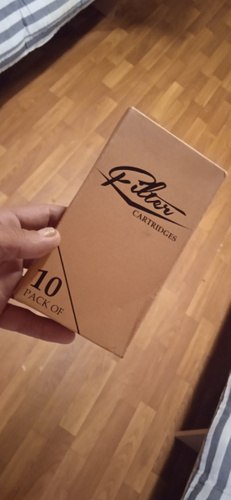 Filter
CARTRIDGES
10
PACK OF